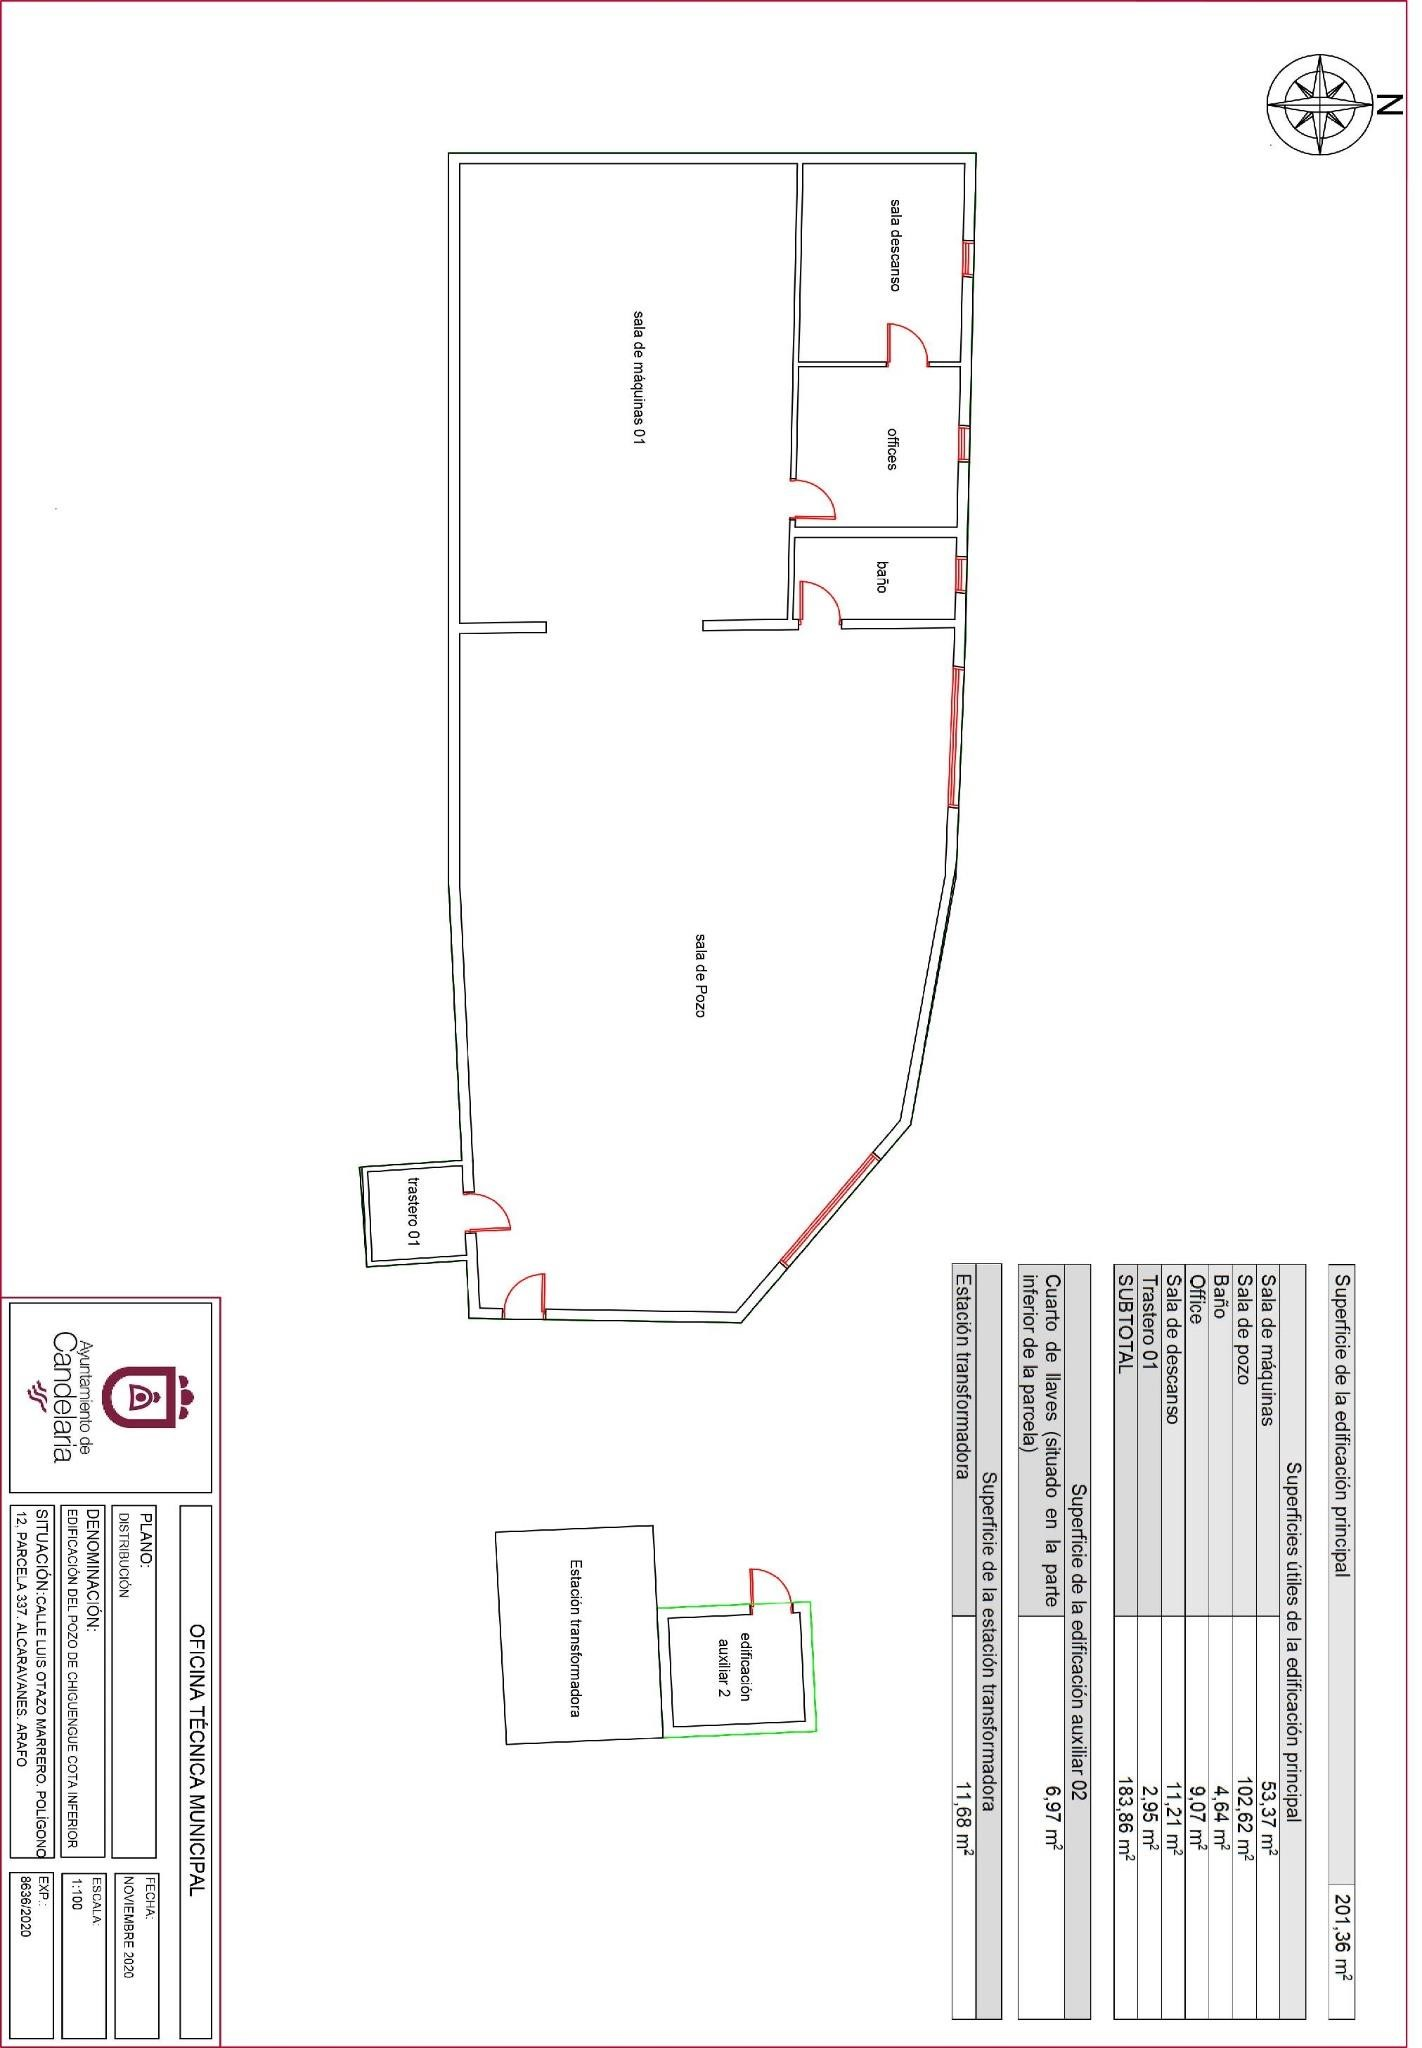 N
Superficie de la edificación principal 201,36 m²
Superficies útiles de la edificación principal
Sala de máquinas 53,37 m²
Sala de pozo 102,62 m²
Baño 4,64 m²
Office 9,07 m²
Sala de descanso 11,21 m²
Trastero 01 2,95 m²
SUBTOTAL 183,86 m²
Superficie de la edificación auxiliar 02
Cuarto de llaves (situado en la parte
inferior de la parcela) 6,97 m²
Superficie de la estación transformadora
Estación transformadora 11,68 m²
sala descanso
offices
baño
sala de máquinas 01
sala de Pozo
trastero 01
edificación
auxiliar 2
Estación transformadora
Ayuntamiento de
Candelaria
OFICINA TÉCNICA MUNICIPAL
PLANO:
DISTRIBUCIÓN
FECHA:
NOVIEMBRE 2020
DENOMINACIÓN:
EDIFICACIÓN DEL POZO DE CHIGUENGUE COTA INFERIOR
ESCALA:
1:100
SITUACIÓN:CALLE LUIS OTAZO MARRERO. POLÍGONO
12, PARCELA 337. ALCARAVANES. ARAFO
EXP.:
8636/2020